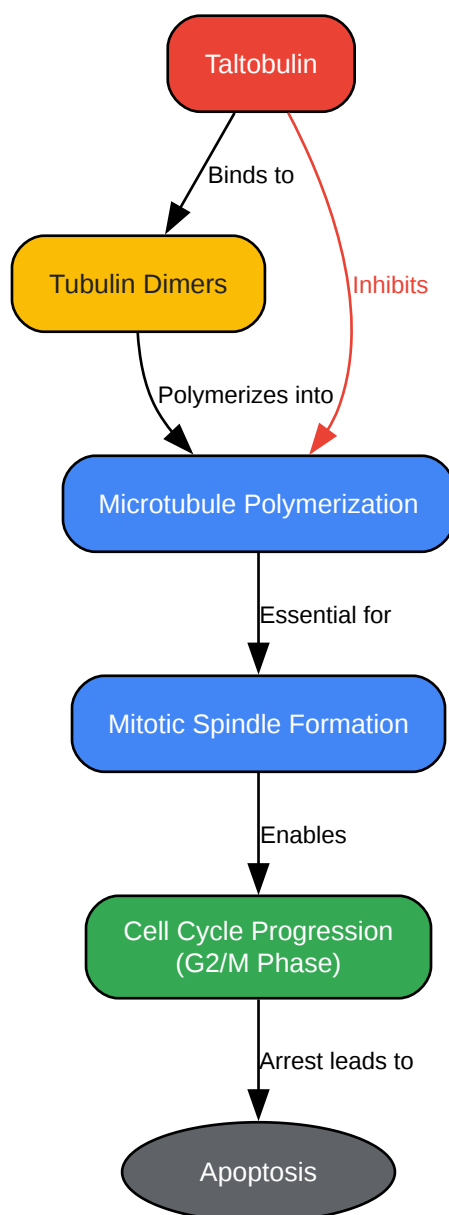 Taltobulin
Binds to
Tubulin Dimers
Inhibits
Polymerizes into
Microtubule Polymerization
Essential for
Mitotic Spindle Formation
Enables
Cell Cycle Progression
(G2/M Phase)
Arrest leads to
Apoptosis